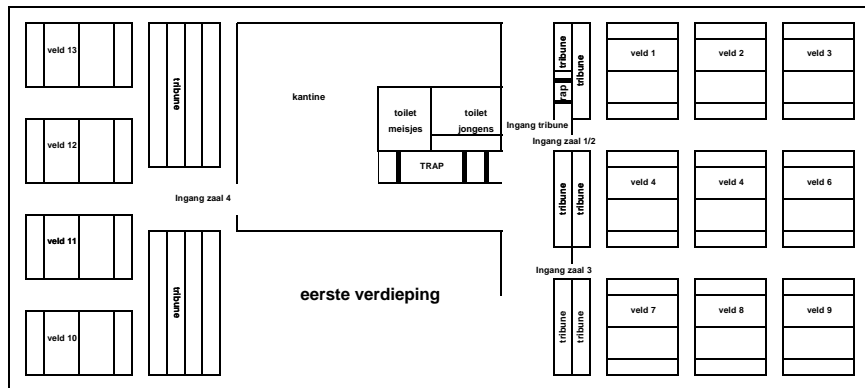 veld 13
tribune
kantine
tribune
tribune
veld 1
veld 2
veld 3
rap
toilet
meisjes
toilet
jongens
Ingang tribune
veld 12
Ingang zaal 1/2
TRAP
tribune
tribune
veld 4
veld 4
veld 6
Ingang zaal 4
veld 11
Ingang zaal 3
tribune
eerste verdieping
tribune
tribune
veld 7
veld 8
veld 9
veld 10